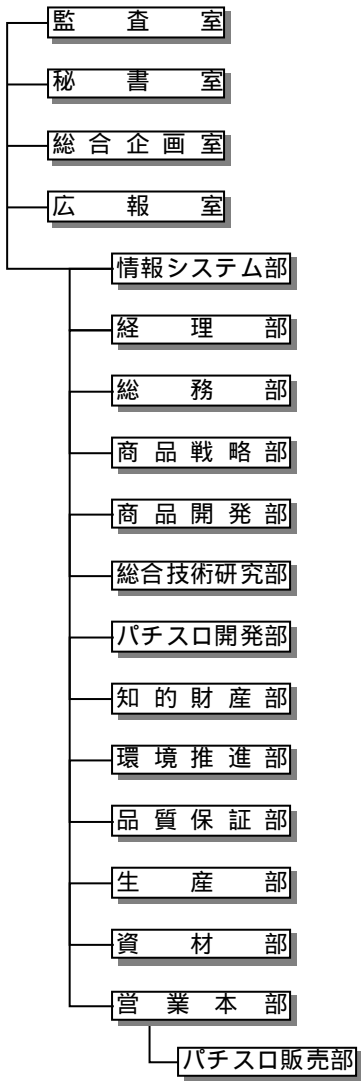 監査室
秘書室
総合企画室
広報室
情報システム部
経理部
総務部
商品戦略部
商品開発部
総合技術研究部
パチスロ開発部
知的財産部
環境推進部
品質保証部
生産部
資材部
営業本部
パチスロ販売部